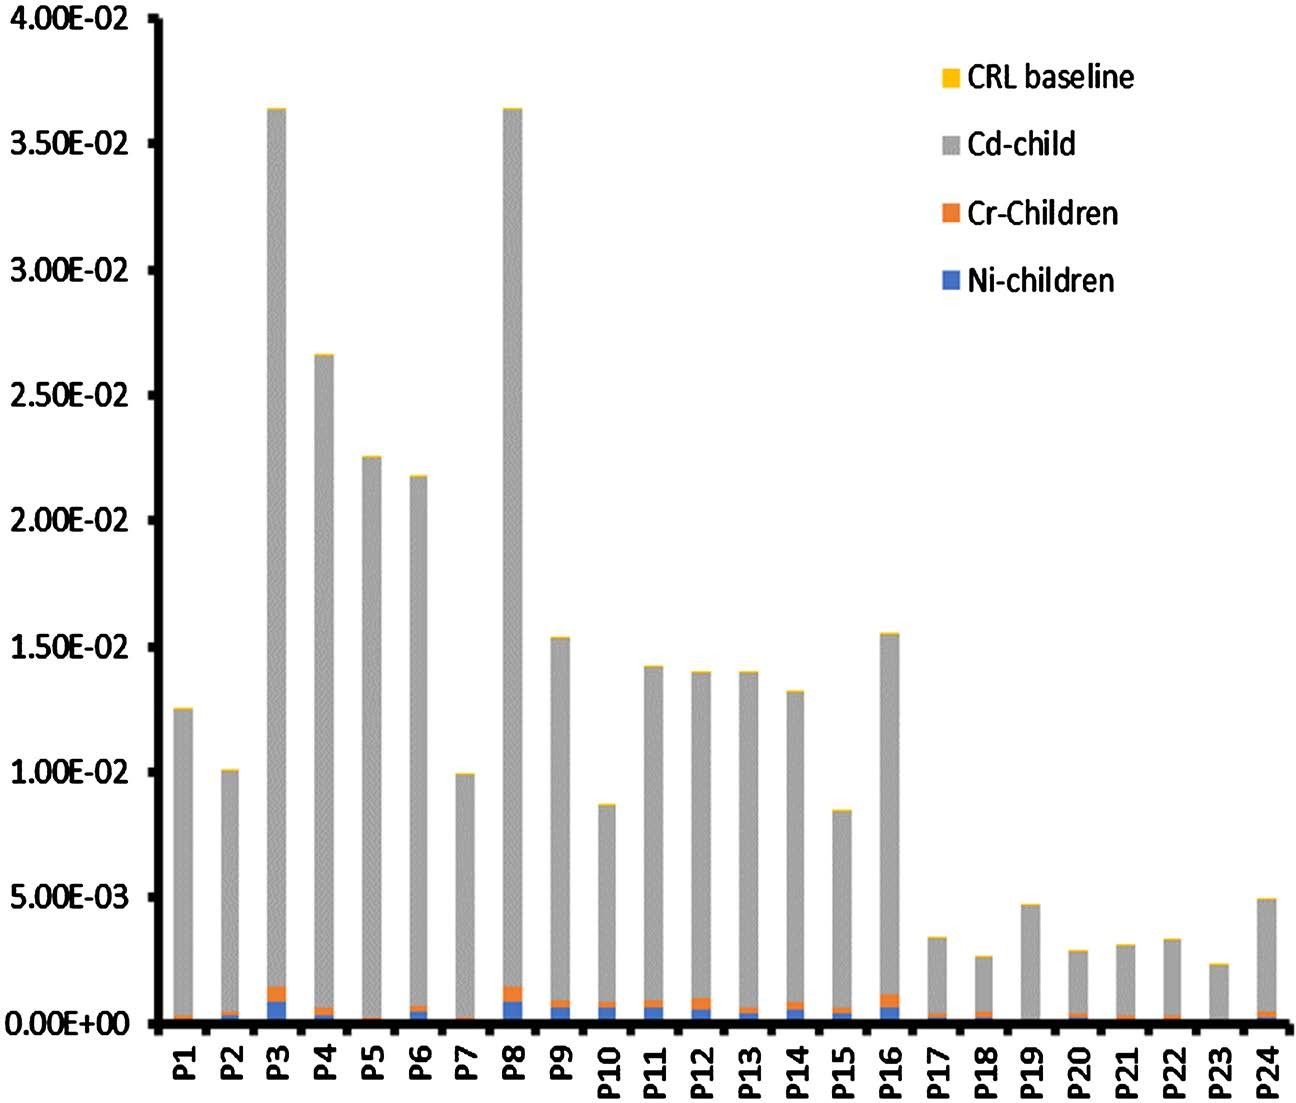 4.00E-02
3.50E-02
3.00E-02
2.50E-02
2.00E-02
1.50E-02
1.00E-02
5.00E-03
0.00E+00
CRL baseline
Cd-child
Cr-Children
Ni-children
P1
P2
P3
P4
P5
P6
P7
P8
P9
P10
P11
P12
P13
P14
P15
P16
P17
P18
P19
P20
P21
P22
P23
P24